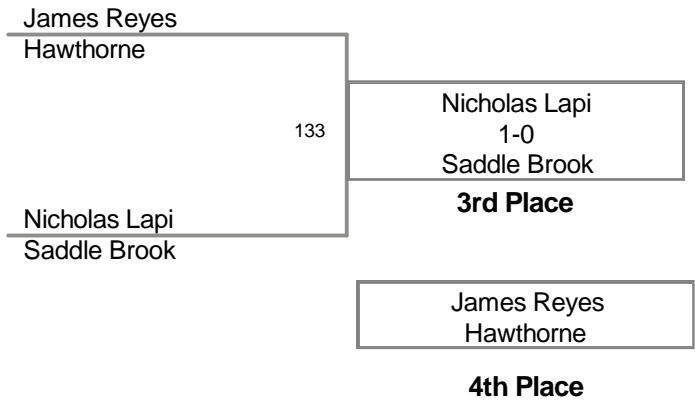 James Reyes
Hawthorne
133
Nicholas Lapi
1-0
Saddle Brook
3rd Place
Nicholas Lapi
Saddle Brook
James Reyes
Hawthorne
4th Place